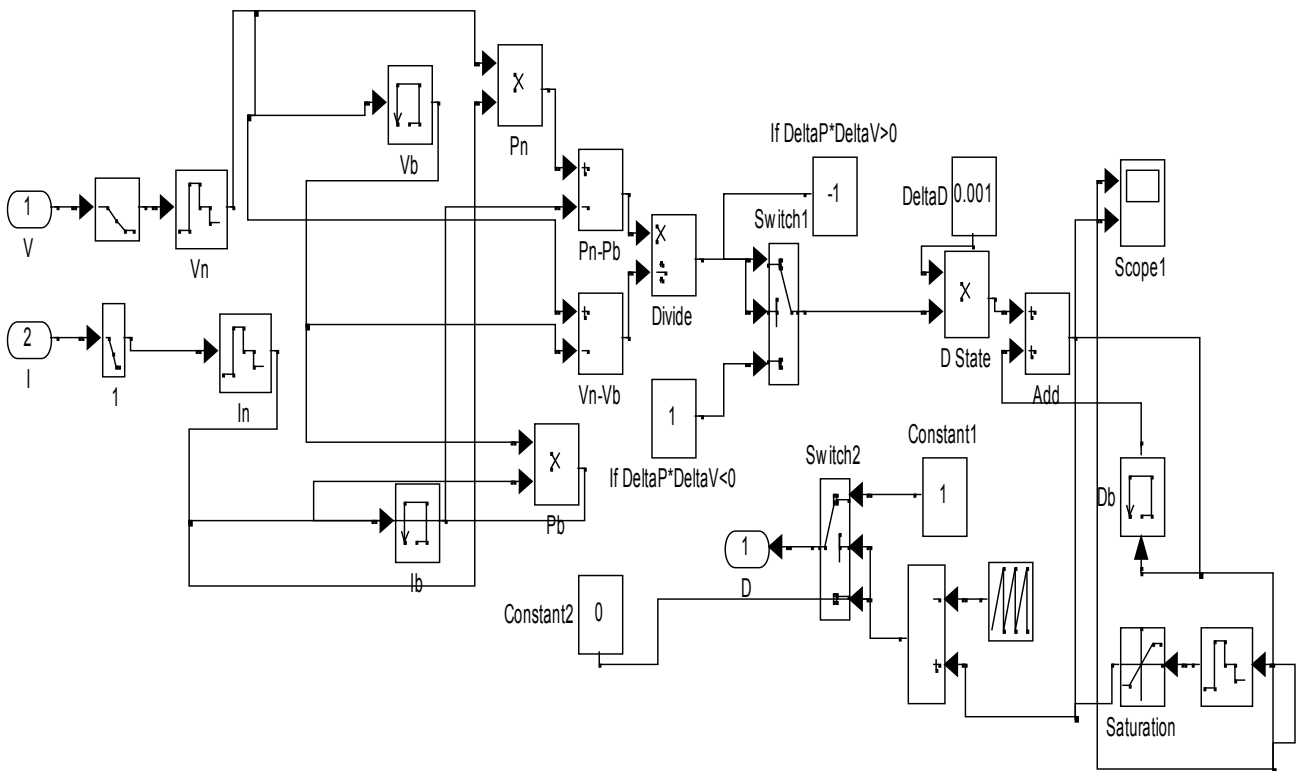 Pn
If DeltaP*DeltaV>0
-1
Vb
1
V
Vn
Pn-Pb
Switch1
DeltaD
0.001
Scope1
Divide
D State
2
I
1
In
Vn-Vb
Add
1
If DeltaP*DeltaV<0
Constant1
1
Switch2
Pb
Db
Ib
1
D
Constant2
0
Saturation